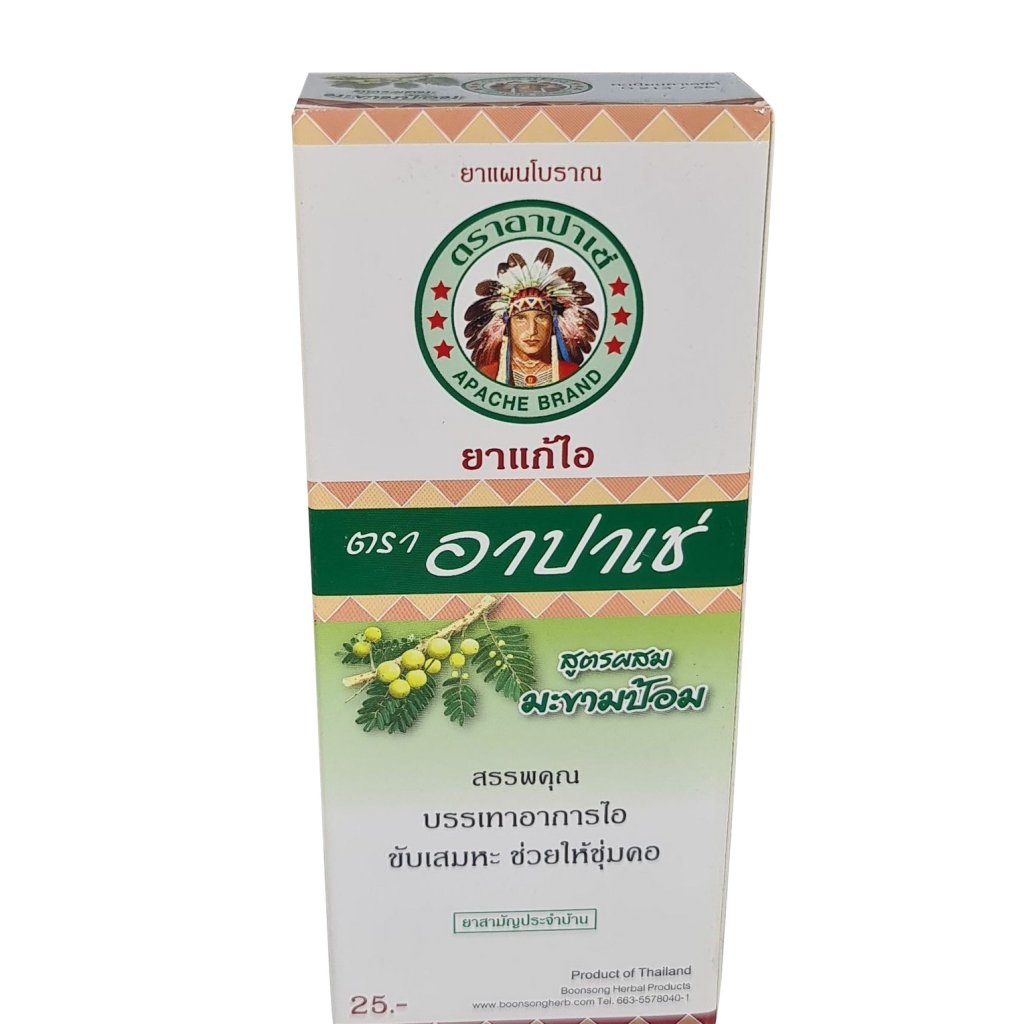 ยาแผนโบราณ
ตราอาปาเช่
APACHE BRAND
ยาแก้ไอ
ตรา อาปาเช่
สูตรผสม
มะขามป้อม
สรรพคุณ
บรรเทาอาการไอ
ขับเสมหะ ช่วยให้ชุ่มคอ
ยาสามัญประจำบ้าน
Product of Thailand
Boonsong Herbal Products
25.-
www.boonsongherb.com Tel. 663-5578040-1